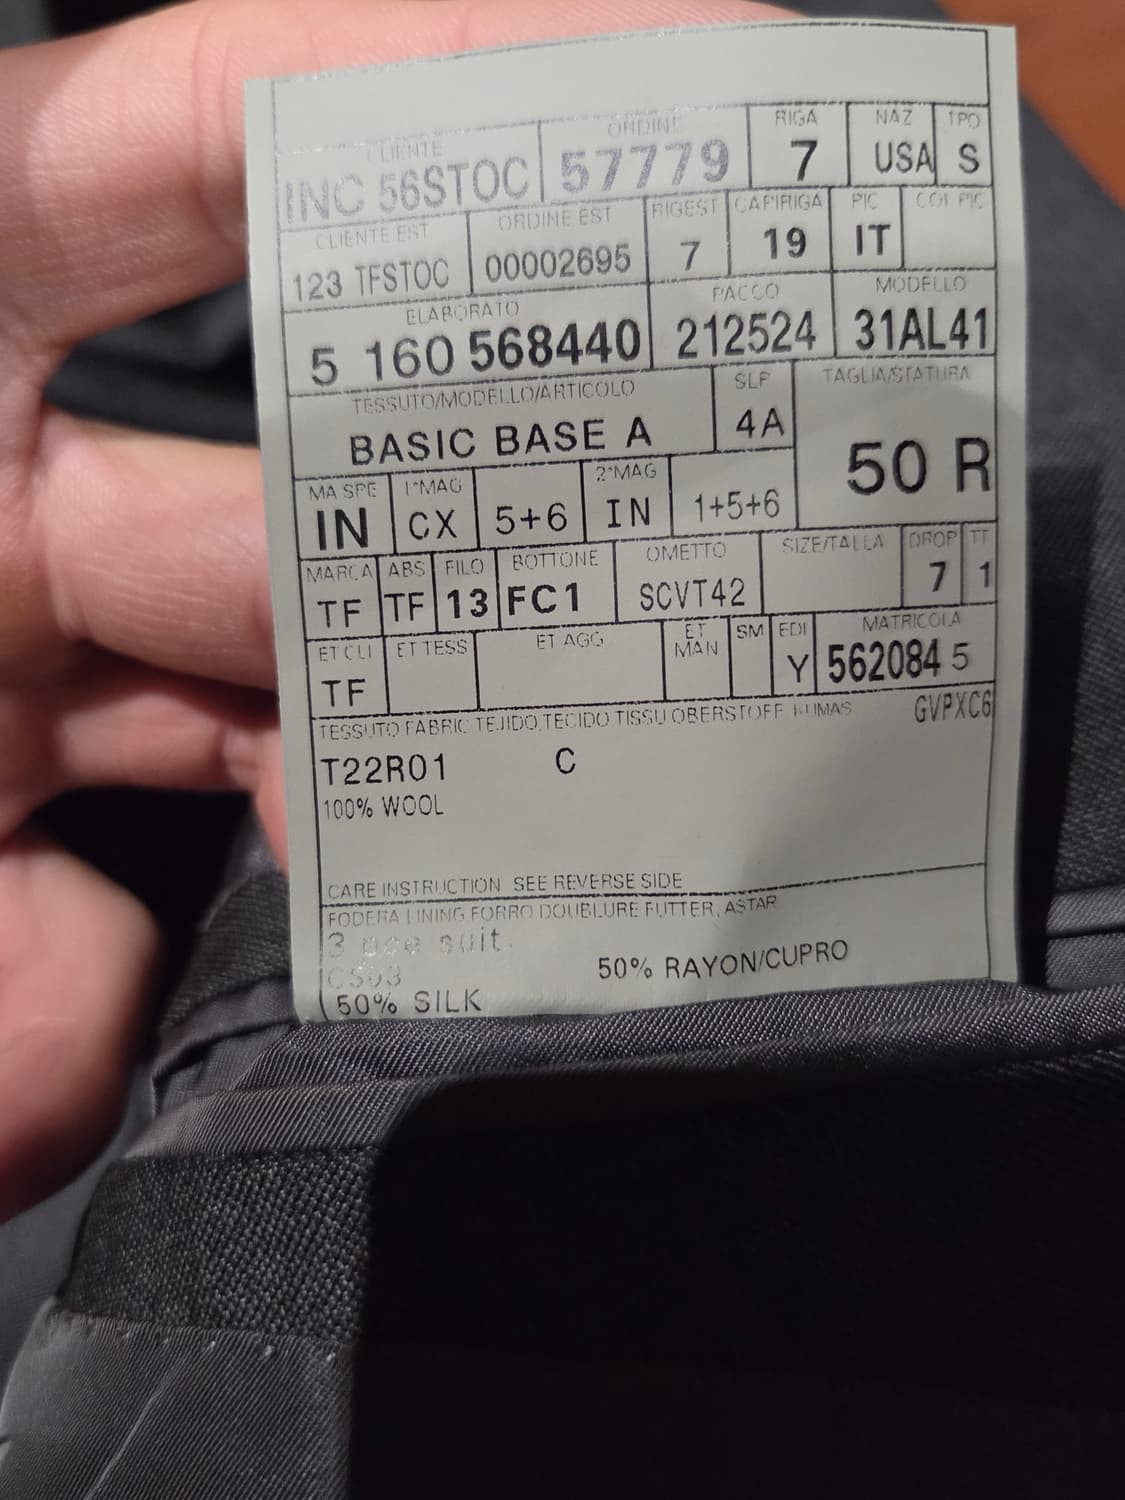 CLIENTE ORDINE RIGA NAZ TPO
INC 56STOC 57779 7 USA S
CLIENTE EST ORDINE EST RIGEST CAPIRIGA PIC COL PIC
123 TFSTOC 00002695 7 19 IT
ELABORATO PACCO MODELLO
5 160 568440 212524 31AL41
TESSUTO/MODELLO/ARTICOLO SLP TAGLIA/STATURA
BASIC BASE A 4A 50 R
MA SPE 1°MAG 2°MAG
IN CX 5+6 IN 1+5+6
MARCA ABS FILO BOTTONE OMETTO SIZE/TALLA DROP TT
TF TF 13 FC1 SCVT42 7 1
ET CLI ET TESS ET AGG ET MAN SM EDI MATRICOLA
TF Y 562084 5
TESSUTO FABRIC TEJIDO, TECIDO TISSU OBERSTOFF KUMAS GVPXC6
T22R01 C
100% WOOL
CARE INSTRUCTION SEE REVERSE SIDE
FODERA LINING FORRO DOUBLURE FUTTER, ASTAR
3 pce suit.
C503
50% SILK 50% RAYON/CUPRO